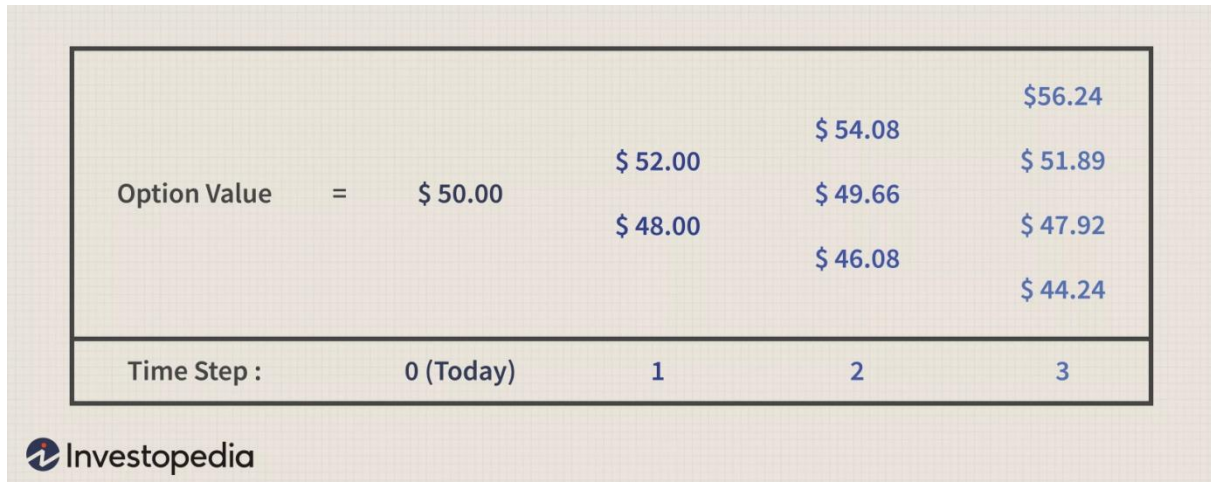 $56.24
$ 54.08
$ 52.00 $ 51.89
Option Value = $ 50.00 $ 49.66
$ 48.00 $ 47.92
$ 46.08
$ 44.24
Time Step : 0 (Today) 1 2 3
Investopedia